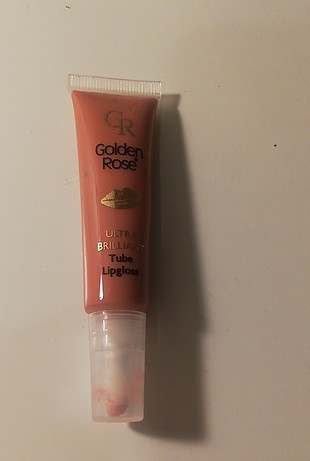 GR
Golden
Rose
ULTRA
BRILLIANT
Tube
Lipgloss